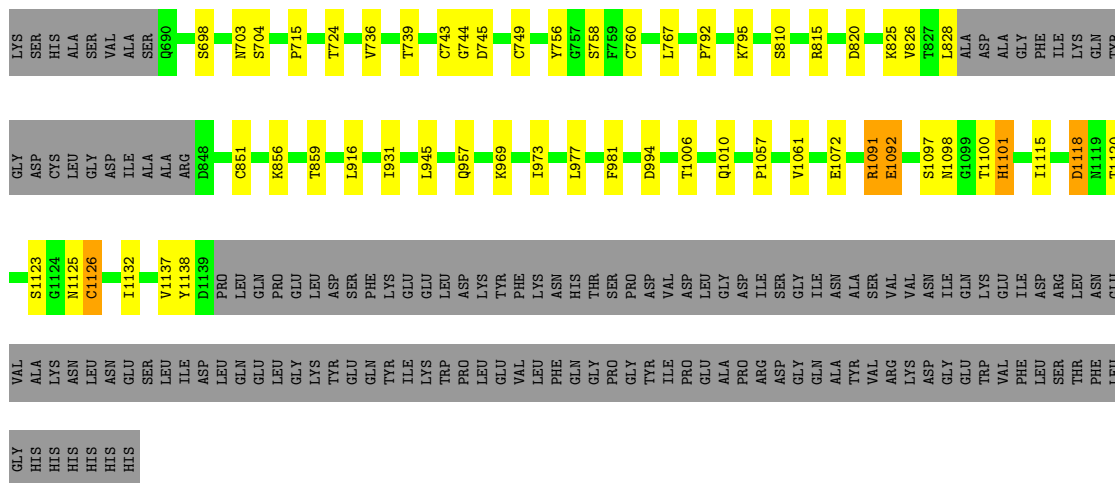 LYS SER HIS ALA SER VAL ALA SER Q690 S698 N703 S704 P715 T724 V736 T739 C743 G744 D745 C749 Y756 G757 S758 F759 C760 L767 P792 K795 S810 R815 D820 K825 V826 T827 L828 ALA ASP ALA GLY PHE ILE LYS GLN TYR
GLY ASP CYS LEU GLY ASP ILE ALA ALA ARG D848 C851 K856 T859 L916 I931 L945 Q957 K969 I973 L977 F981 D994 T1006 Q1010 P1057 V1061 E1072 R1091 E1092 S1097 N1098 G1099 T1100 H1101 I1115 D1118 N1119 T1120
S1123 G1124 N1125 C1126 I1132 V1137 Y1138 D1139 PRO LEU GLN PRO GLU LEU ASP SER PHE LYS GLU GLU LEU ASP LYS TYR PHE LYS ASN HIS THR SER PRO ASP VAL ASP LEU GLY ASP ILE SER GLY ILE ASN ALA SER VAL VAL ASN ILE GLN LYS GLU ILE ASP ARG LEU ASN GLU
VAL ALA LYS ASN LEU ASN GLU SER LEU ILE ASP LEU GLN GLU LEU GLY LYS TYR GLU GLN TYR ILE LYS TRP PRO LEU GLU VAL LEU PHE GLN GLY PRO GLY TYR ILE PRO GLU ALA PRO ARG ASP GLY GLN ALA TYR VAL ARG LYS ASP GLY GLU TRP VAL PHE LEU SER THR PHE LEU
GLY HIS HIS HIS HIS HIS HIS